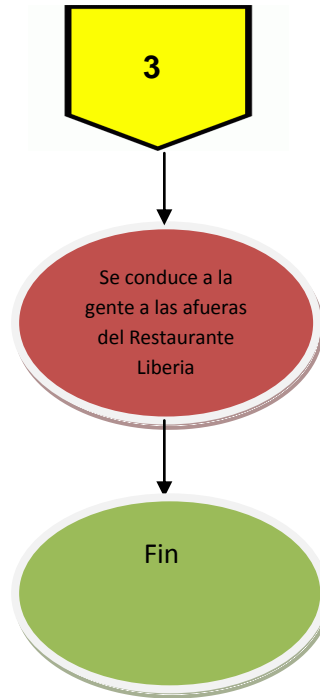 3
Se conduce a la
gente a las afueras
del Restaurante
Liberia
Fin